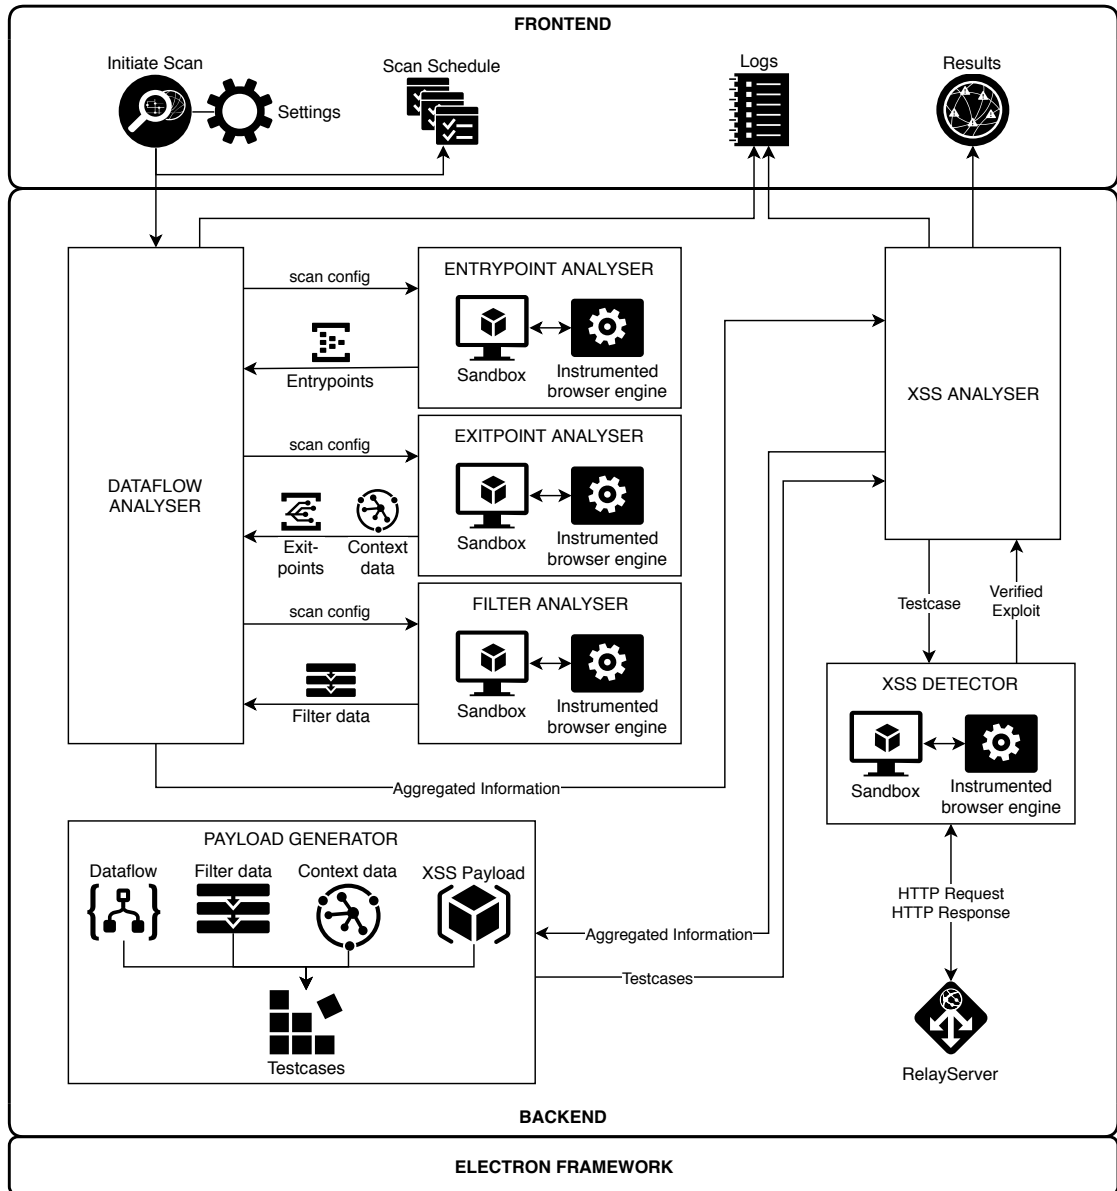 FRONTEND
Initiate Scan
Settings
Scan Schedule
Logs
Results
DATAFLOW
ANALYSER
scan config
Entrypoints
ENTRYPOINT ANALYSER
Sandbox
Instrumented
browser engine
scan config
Exit-
points
Context
data
EXITPOINT ANALYSER
Sandbox
Instrumented
browser engine
scan config
Filter data
FILTER ANALYSER
Sandbox
Instrumented
browser engine
XSS ANALYSER
Testcase
Verified
Exploit
XSS DETECTOR
Sandbox
Instrumented
browser engine
Aggregated Information
PAYLOAD GENERATOR
Dataflow
Filter data
Context data
XSS Payload
Testcases
Aggregated Information
Testcases
HTTP Request
HTTP Response
RelayServer
BACKEND
ELECTRON FRAMEWORK